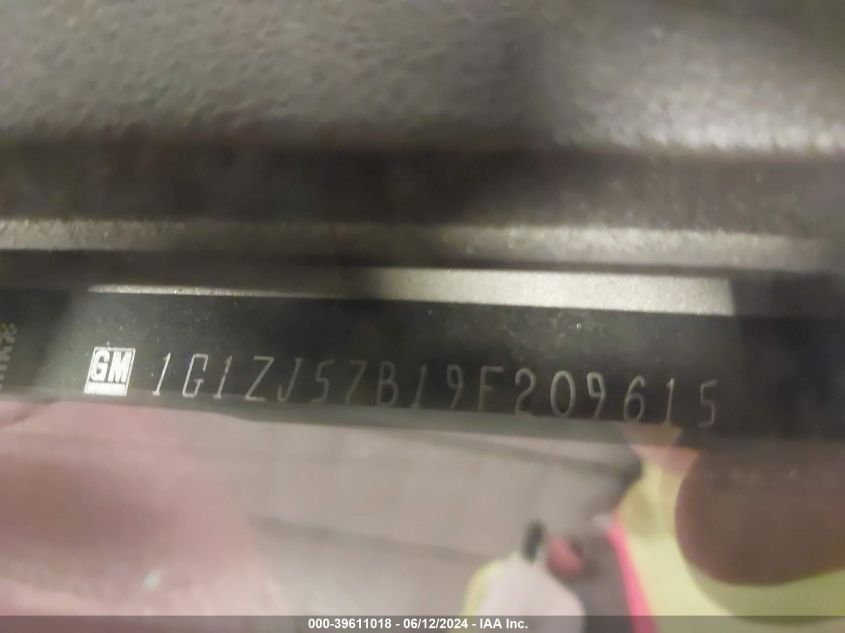 GM 1G1ZJ57B19F209615
000-39611018 - 06/12/2024 - IAA Inc.